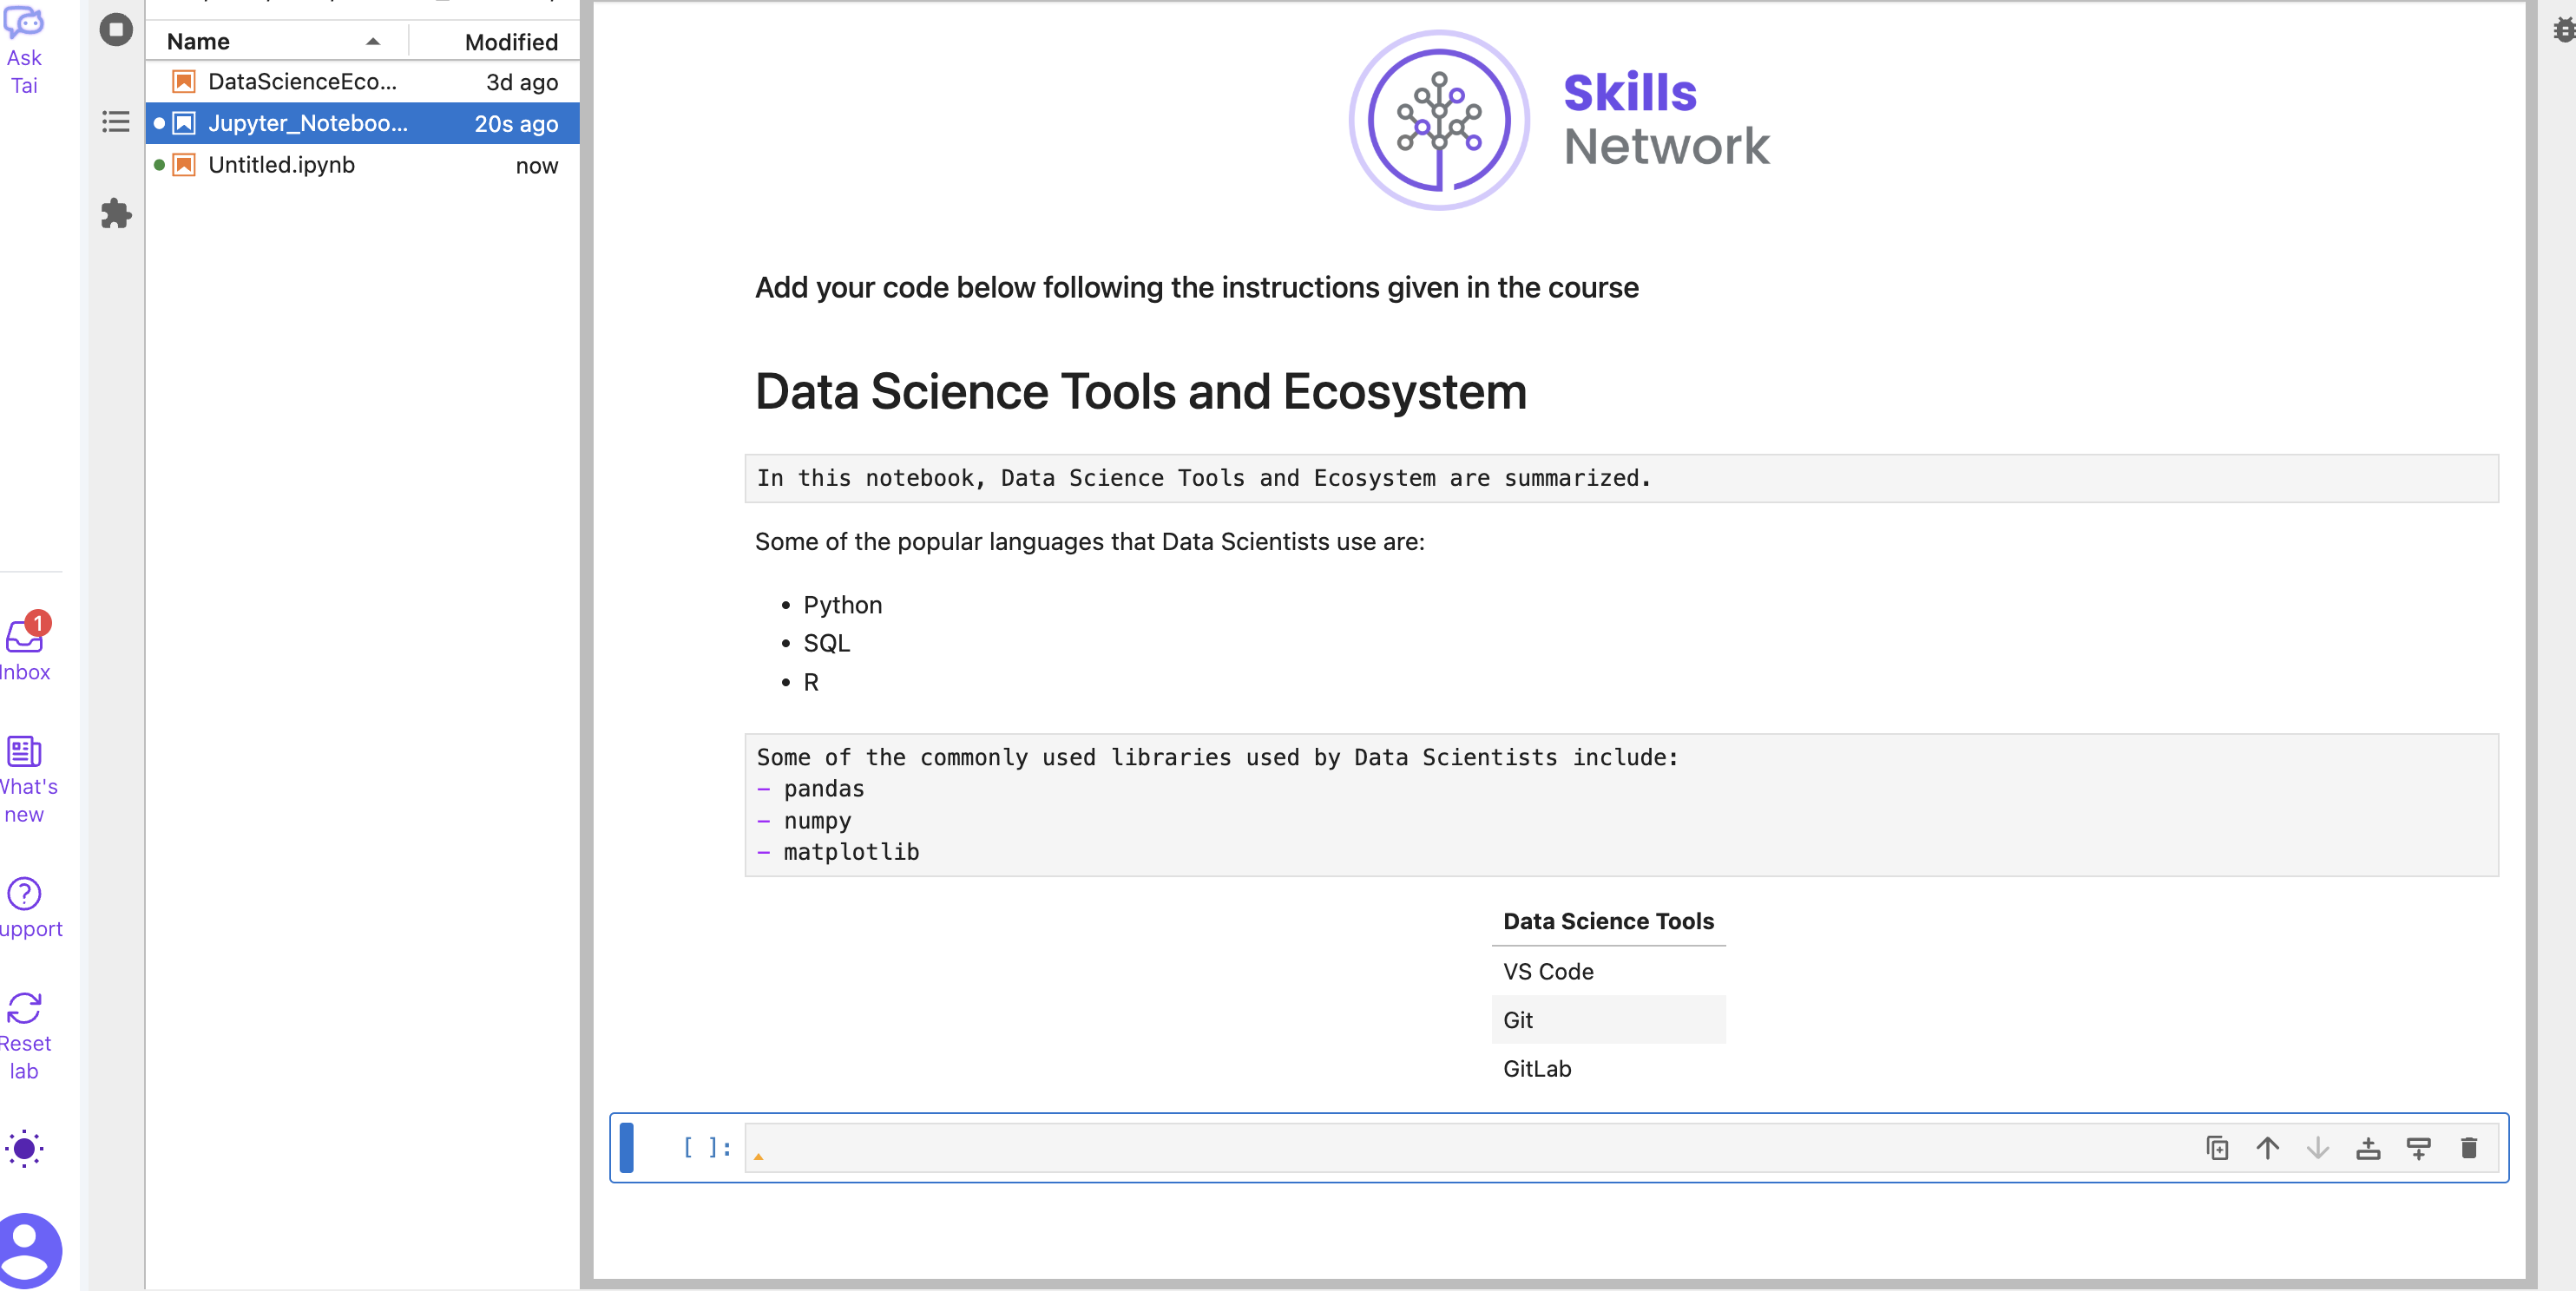 Ask
Tai
Name
Modified
DataScienceEco...
3d ago
Jupyter_Noteboo...
20s ago
Untitled.ipynb
now
1
Inbox
What's
new
upport
Reset
lab
Skills
Network
Add your code below following the instructions given in the course
Data Science Tools and Ecosystem
In this notebook, Data Science Tools and Ecosystem are summarized.
Some of the popular languages that Data Scientists use are:
• Python
• SQL
• R
Some of the commonly used libraries used by Data Scientists include:
- pandas
- numpy
- matplotlib
Data Science Tools
VS Code
Git
GitLab
[ ]: